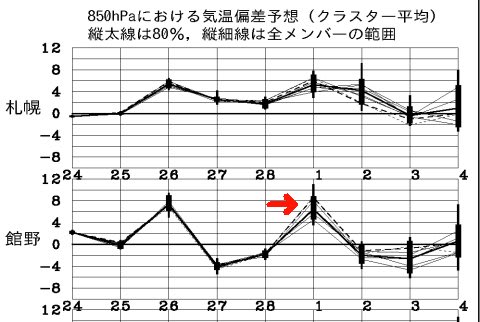 850hPaにおける気温偏差予想（クラスター平均）
縦太線は80%，縦細線は全メンバーの範囲
12
8
4
札幌 0
-4
-8
24 25 26 27 28 1 2 3 4
12
8
4
館野 0
-4
-8
12 24 25 26 27 28 1 2 3 4